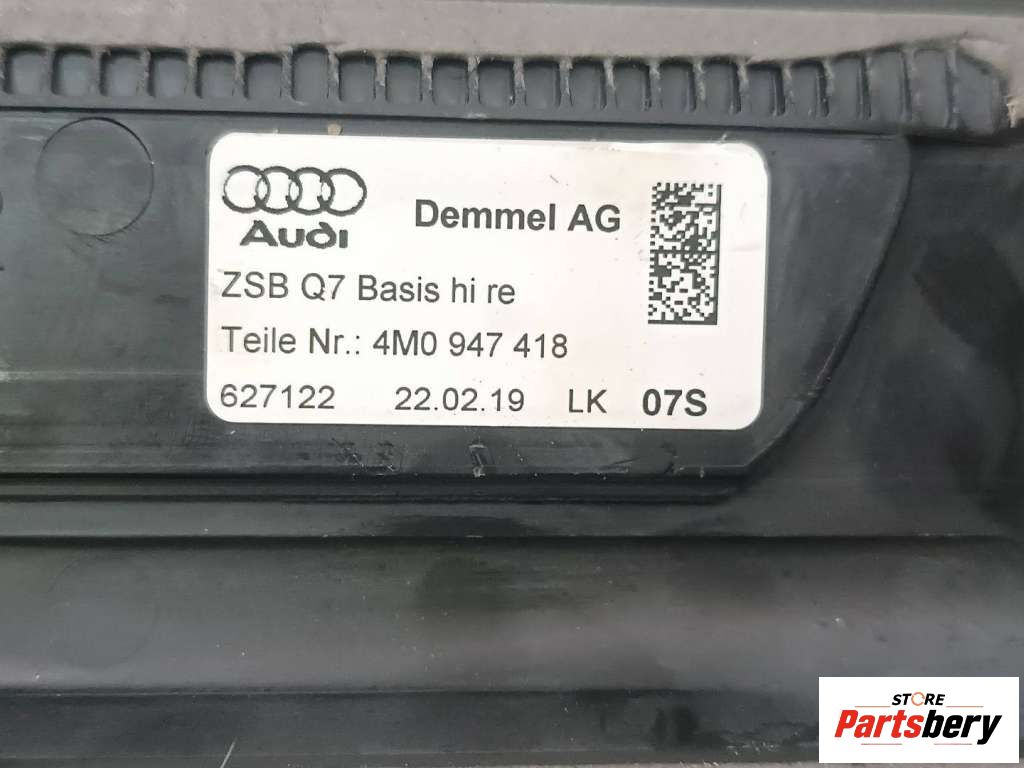 Audi
Demmel AG
ZSB Q7 Basis hi re
Teile Nr.: 4M0 947 418
627122 22.02.19 LK 07S
STORE
Partsbery